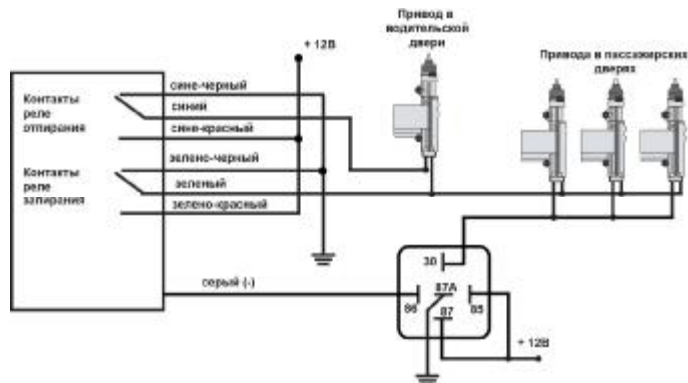 Привод в
водительской
двери
+ 12В
Привода в пассажирских
дверях
Контакты
реле
отпирания
сине-черный
синий
сине-красный
Контакты
реле
запирания
зелено-черный
зеленый
зелено-красный
серый (-)
30
87А
86
87
85
+ 12В